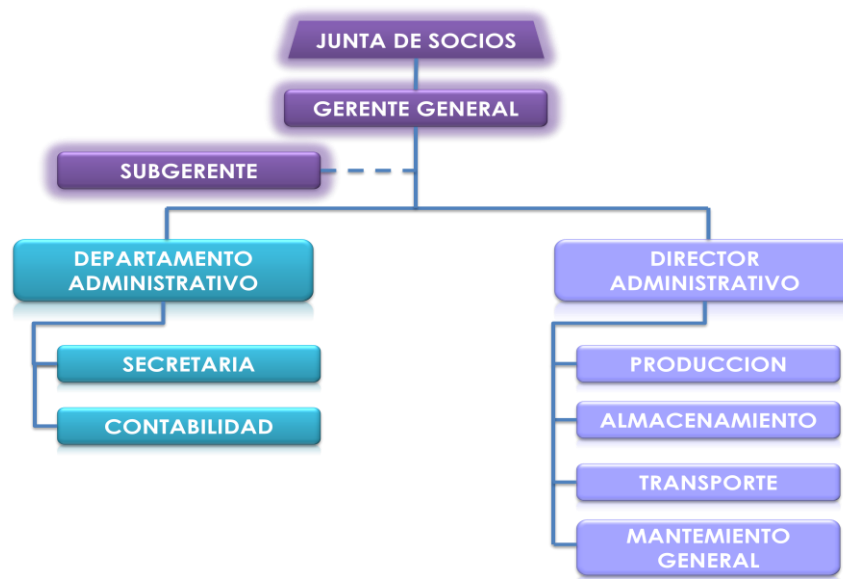 JUNTA DE SOCIOS
GERENTE GENERAL
SUBGERENTE
DEPARTAMENTO
ADMINISTRATIVO
SECRETARIA
CONTABILIDAD
DIRECTOR
ADMINISTRATIVO
PRODUCCION
ALMACENAMIENTO
TRANSPORTE
MANTEMIENTO
GENERAL